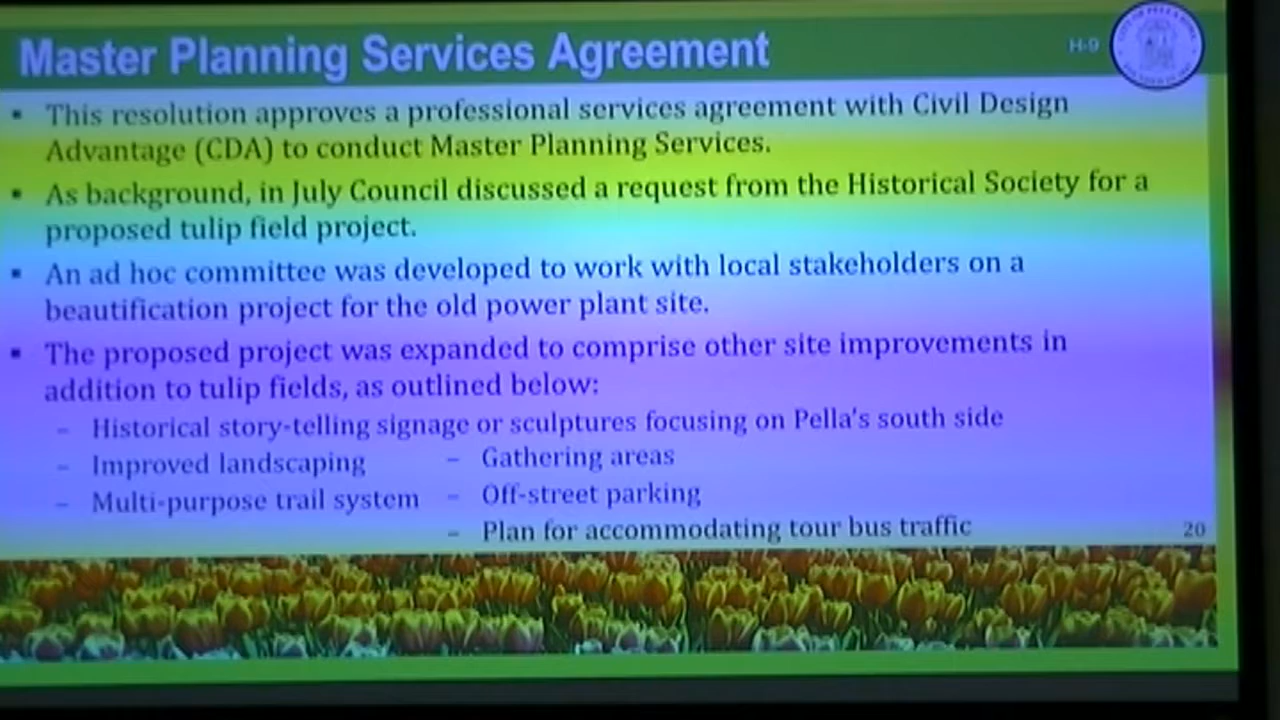 Master Planning Services Agreement
H-9
▪ This resolution approves a professional services agreement with Civil Design
Advantage (CDA) to conduct Master Planning Services.
▪ As background, in July Council discussed a request from the Historical Society for a
proposed tulip field project.
▪ An ad hoc committee was developed to work with local stakeholders on a
beautification project for the old power plant site.
▪ The proposed project was expanded to comprise other site improvements in
addition to tulip fields, as outlined below:
– Historical story-telling signage or sculptures focusing on Pella's south side
– Improved landscaping – Gathering areas
– Multi-purpose trail system – Off-street parking
– Plan for accommodating tour bus traffic
20